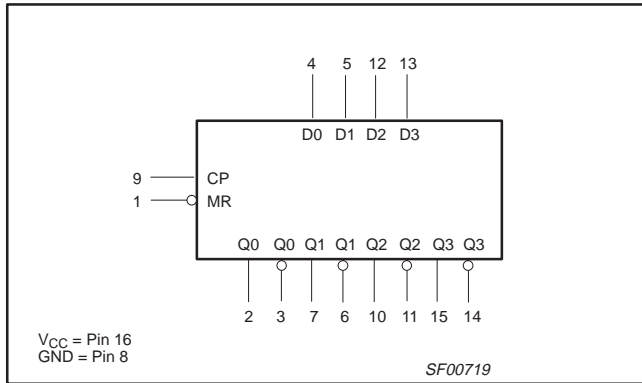 4 5 12 13
D0 D1 D2 D3
9 CP
1 MR
Q0 Q0 Q1 Q1 Q2 Q2 Q3 Q3
2 3 7 6 10 11 15 14
VCC = Pin 16
GND = Pin 8
SF00719